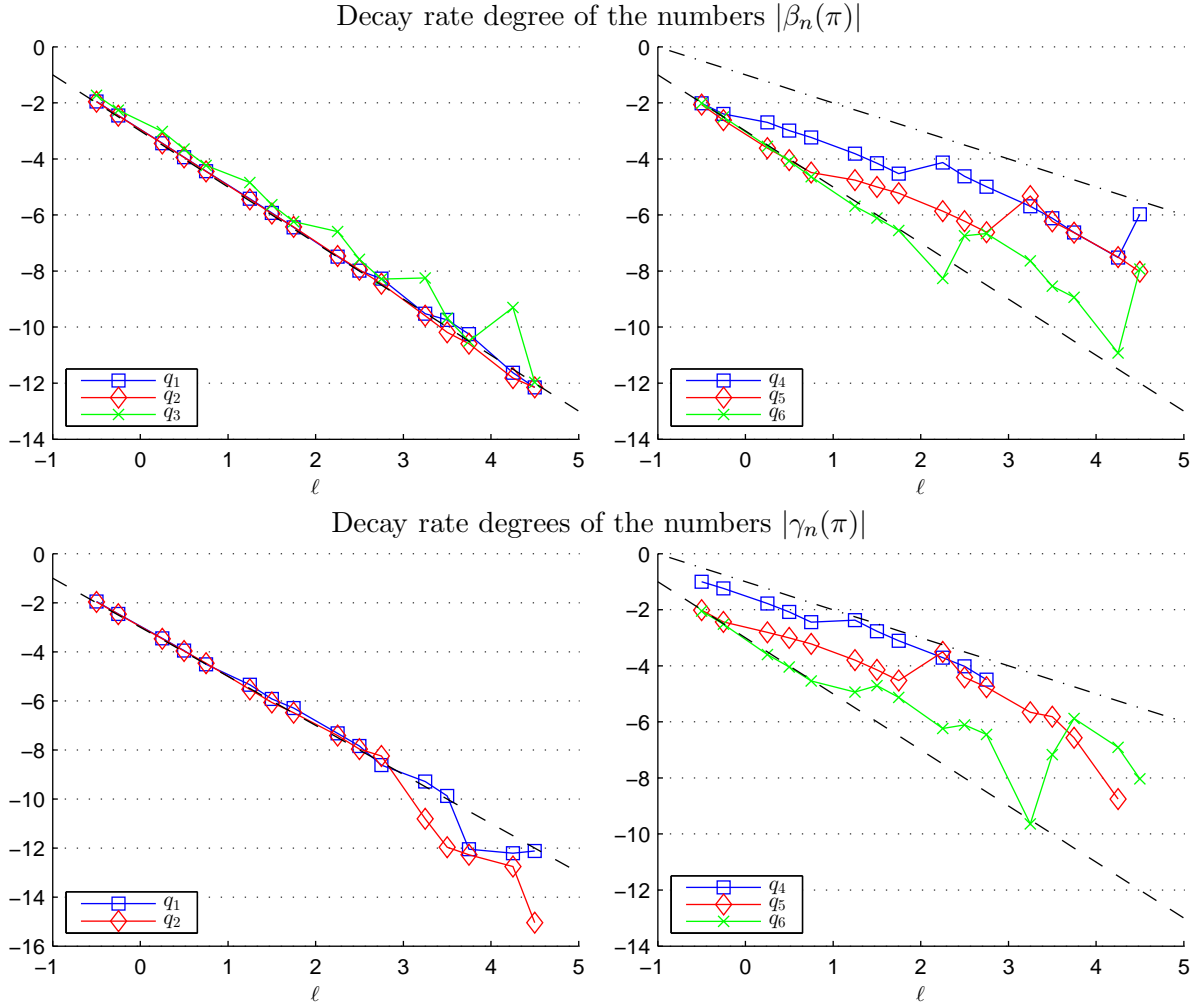 Decay rate degree of the numbers |βₙ(π)|
0
−2
−4
−6
−8
−10
−12
−14
−1 0 1 2 3 4 5
ℓ
q₁
q₂
q₃
0
−2
−4
−6
−8
−10
−12
−14
−1 0 1 2 3 4 5
ℓ
q₄
q₅
q₆
Decay rate degrees of the numbers |γₙ(π)|
0
−2
−4
−6
−8
−10
−12
−14
−16
−1 0 1 2 3 4 5
ℓ
q₁
q₂
0
−2
−4
−6
−8
−10
−12
−14
−1 0 1 2 3 4 5
ℓ
q₄
q₅
q₆